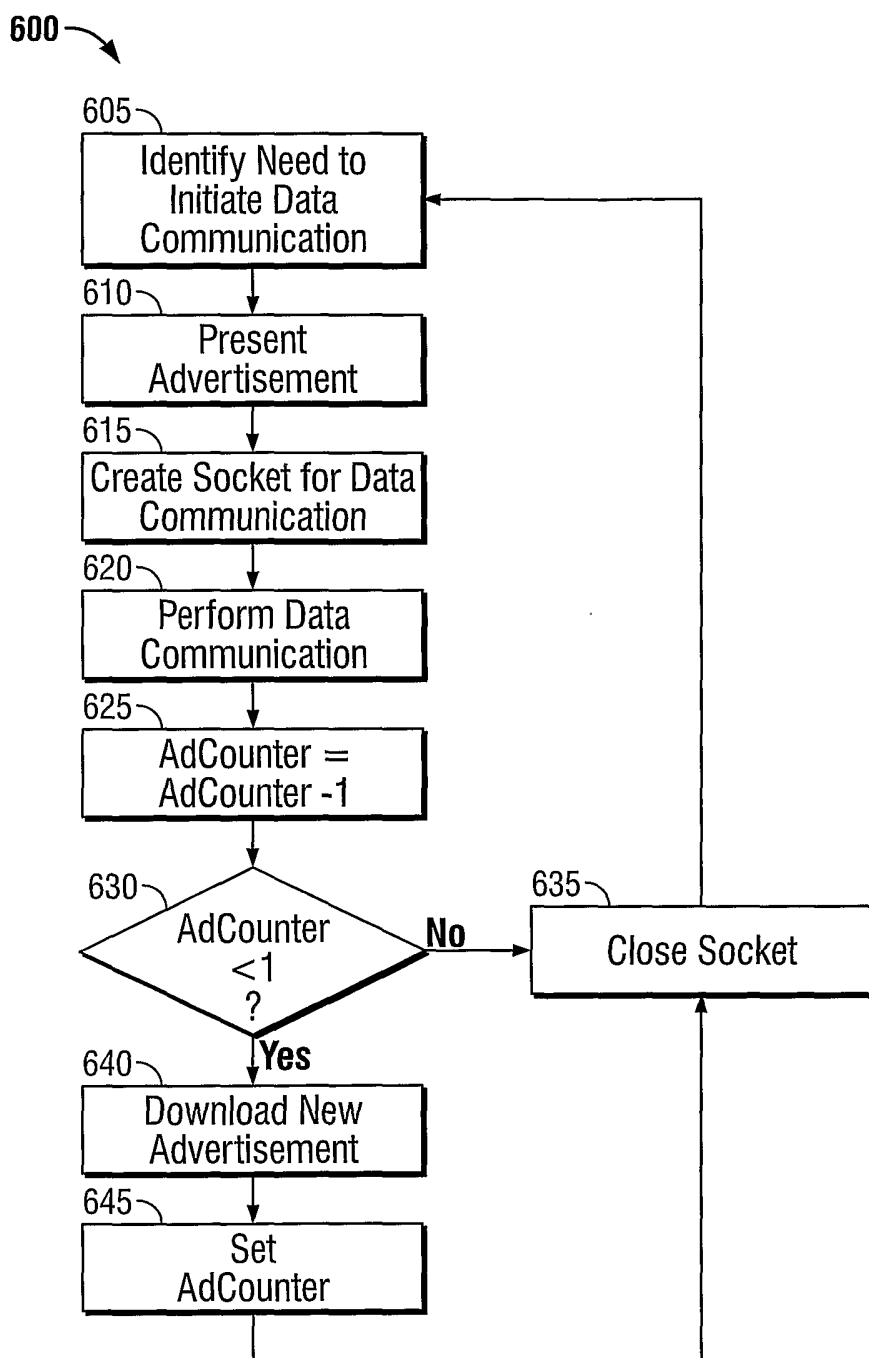 600
605
Identify Need to
Initiate Data
Communication
610
Present
Advertisement
615
Create Socket for Data
Communication
620
Perform Data
Communication
625
AdCounter =
AdCounter -1
630
AdCounter
<1
?
No
635
Close Socket
Yes
640
Download New
Advertisement
645
Set
AdCounter